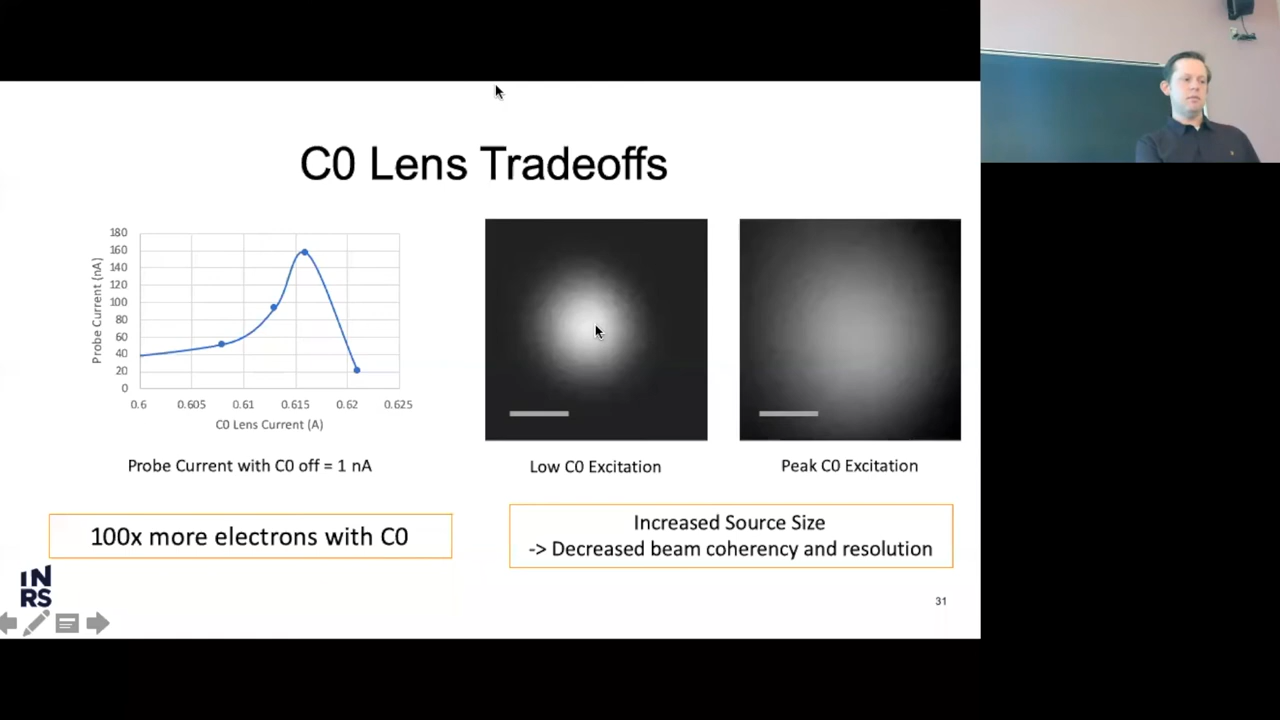 C0 Lens Tradeoffs
Probe Current (nA)
180
160
140
120
100
80
60
40
20
0
0.6 0.605 0.61 0.615 0.62 0.625
C0 Lens Current (A)
Probe Current with C0 off = 1 nA
Low C0 Excitation
Peak C0 Excitation
100x more electrons with C0
Increased Source Size
-> Decreased beam coherency and resolution
IN
RS
31